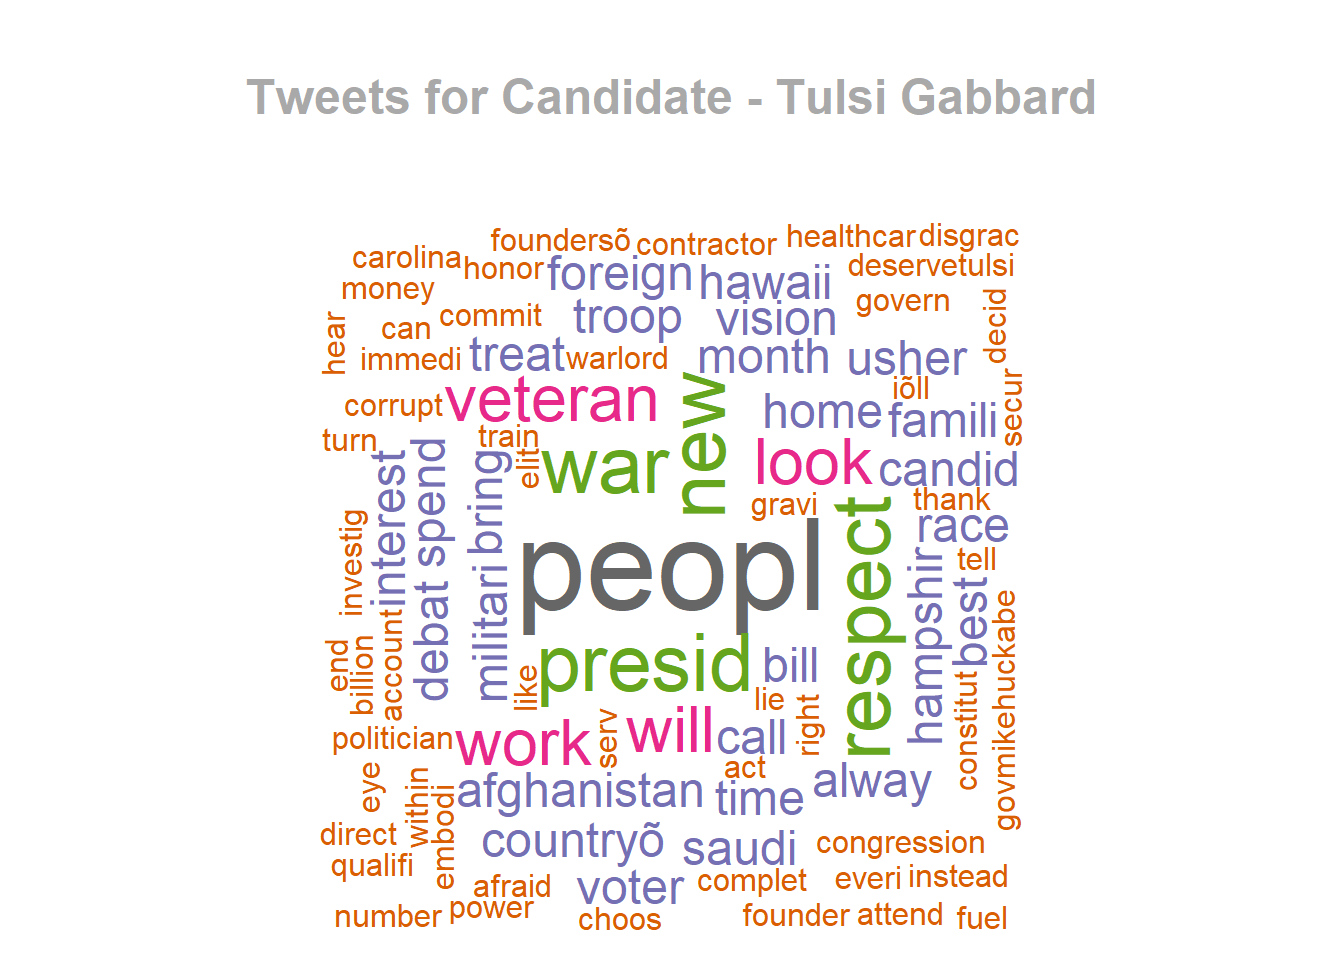 Tweets for Candidate - Tulsi Gabbard
foundersõ
contractor
healthcar
disgrac
carolina
honor
foreign
hawaii
deservetulsi
money
govern
hear
can
commit
troop
vision
decid
immedi
treat
warlord
month
usher
corrupt
veteran
new
home
iõll
famili
secur
turn
train
elit
war
look
candid
interest
spend
bring
gravi
thank
investig
peopl
respect
race
tell
debat
militari
hampshir
best
govmikehuckabe
end
billion
account
like
presid
bill
lie
right
constitut
politician
work
serv
will
call
act
eye
within
embodi
afghanistan
time
alway
direct
countryõ
saudi
congression
qualifi
afraid
voter
complet
everi
instead
number
power
choos
founder
attend
fuel